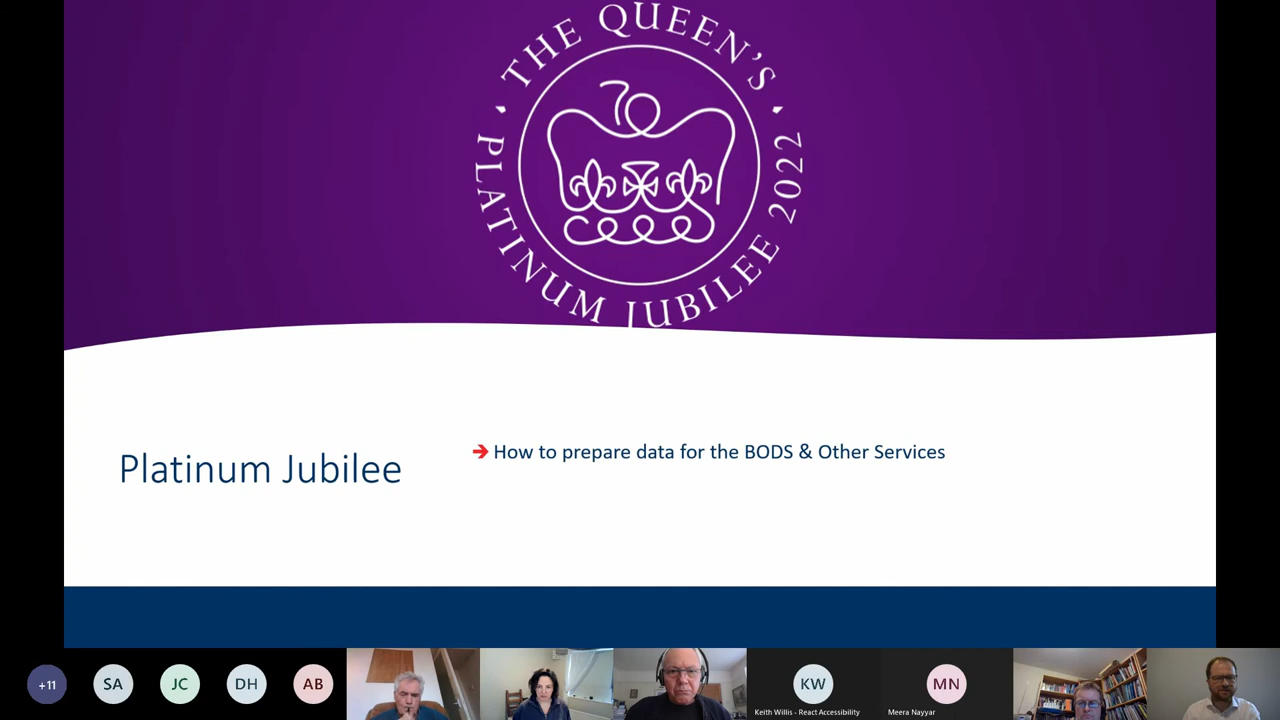 THE QUEEN'S
PLATINUM JUBILEE 2022
70
Platinum Jubilee
➔ How to prepare data for the BODS & Other Services
+11
SA
JC
DH
AB
KW
Keith Willis - React Accessibility
MN
Meera Nayyar